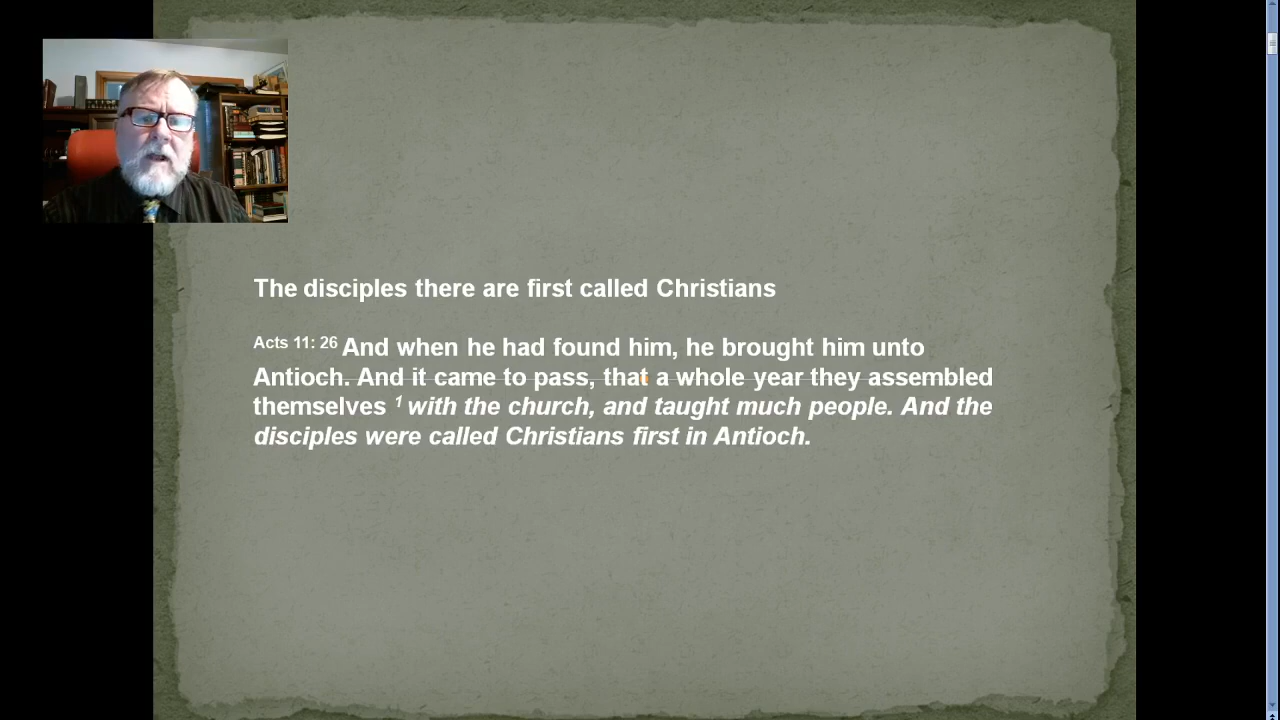 The disciples there are first called Christians
Acts 11: 26 And when he had found him, he brought him unto
Antioch. And it came to pass, that a whole year they assembled
themselves 1 with the church, and taught much people. And the
disciples were called Christians first in Antioch.